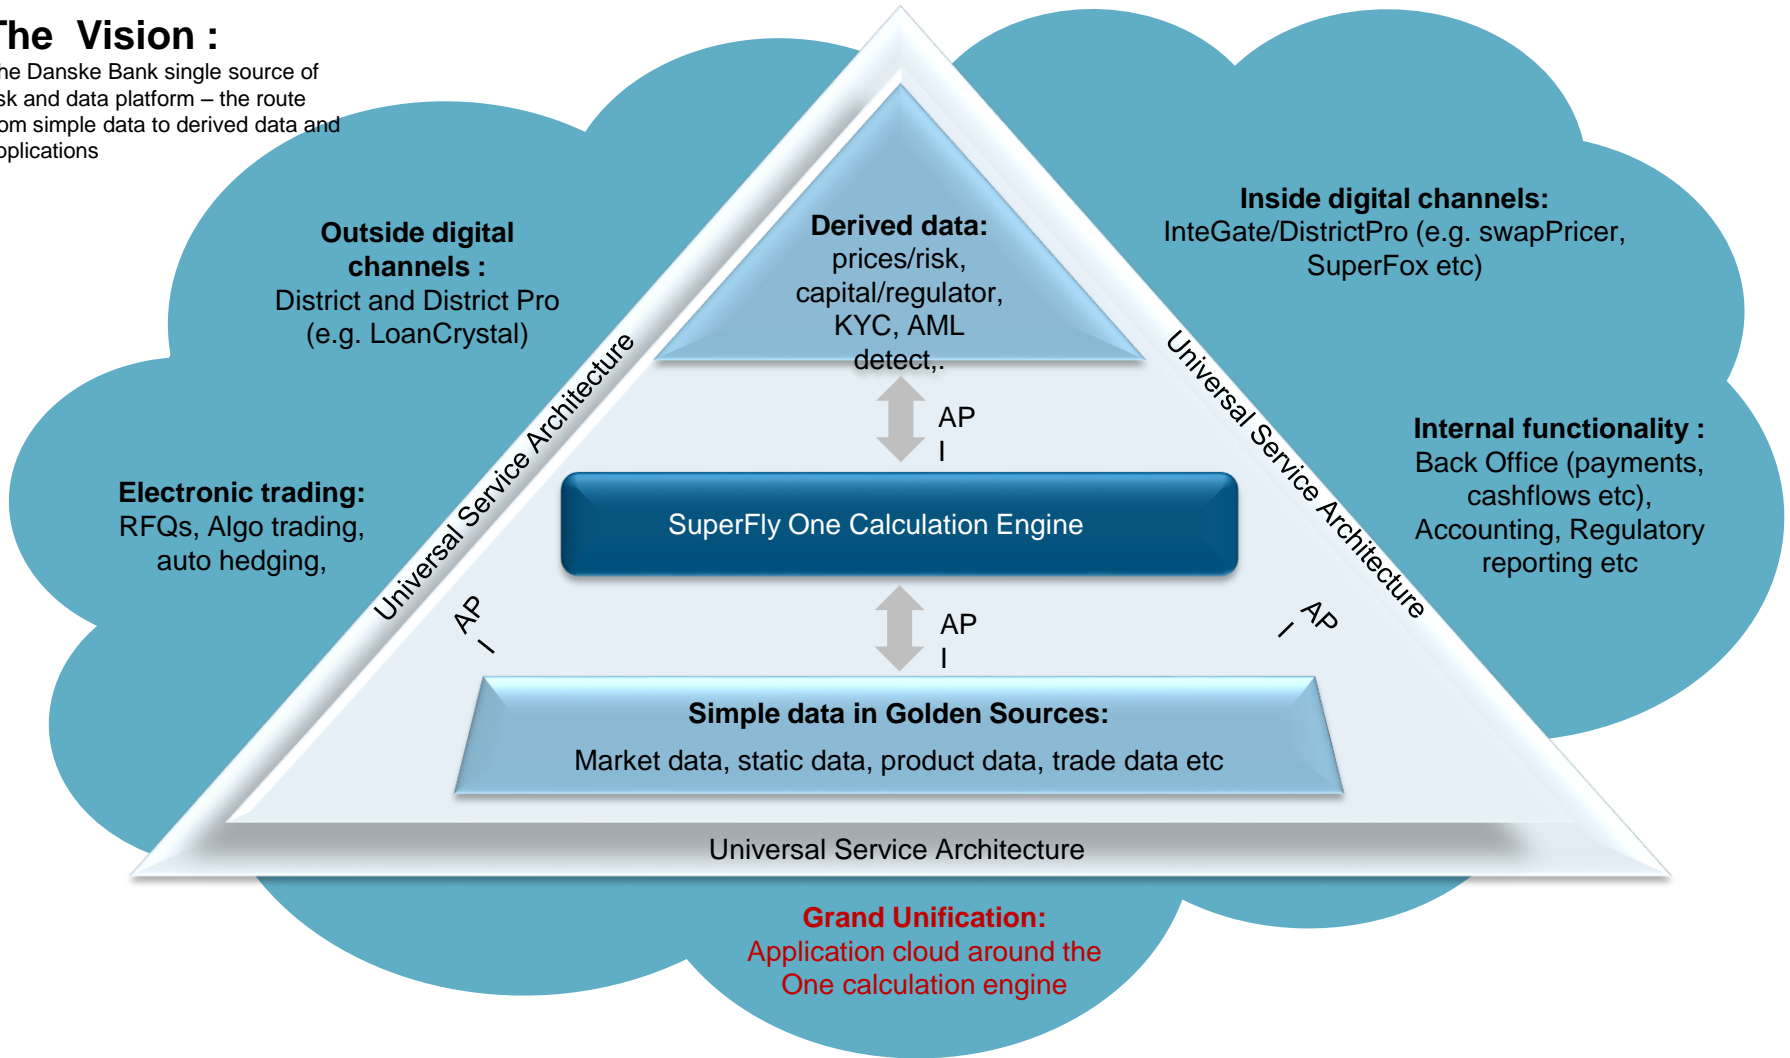 The Vision :
he Danske Bank single source of
sk and data platform – the route
om simple data to derived data and
pplications
Outside digital
channels :
District and District Pro
(e.g. LoanCrystal)
Electronic trading:
RFQs, Algo trading,
auto hedging,
Derived data:
prices/risk,
capital/regulator,
KYC, AML
detect,.
Inside digital channels:
InteGate/DistrictPro (e.g. swapPricer,
SuperFox etc)
Internal functionality :
Back Office (payments,
cashflows etc),
Accounting, Regulatory
reporting etc
Universal Service Architecture
Universal Service Architecture
AP
I
SuperFly One Calculation Engine
AP
I
AP
I
AP
I
Simple data in Golden Sources:
Market data, static data, product data, trade data etc
Universal Service Architecture
Grand Unification:
Application cloud around the
One calculation engine